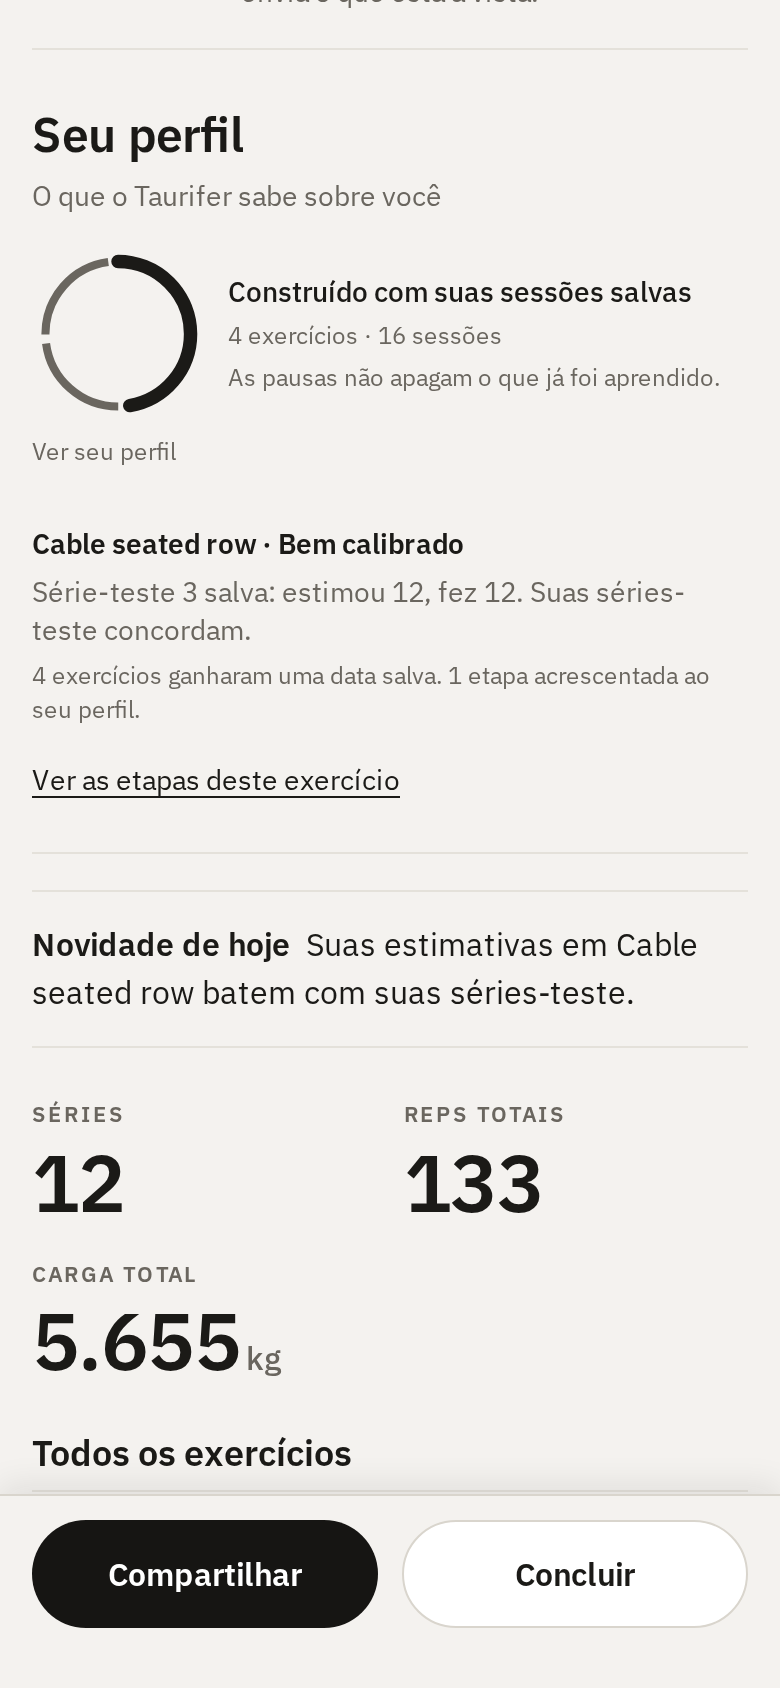 Seu perfil
O que o Taurifer sabe sobre você
Construído com suas sessões salvas
4 exercícios · 16 sessões
As pausas não apagam o que já foi aprendido.
Ver seu perfil
Cable seated row · Bem calibrado
Série-teste 3 salva: estimou 12, fez 12. Suas séries-
teste concordam.
4 exercícios ganharam uma data salva. 1 etapa acrescentada ao
seu perfil.
Ver as etapas deste exercício
Novidade de hoje Suas estimativas em Cable
seated row batem com suas séries-teste.
SÉRIES
REPS TOTAIS
12
133
CARGA TOTAL
5.655 kg
Todos os exercícios
Compartilhar
Concluir